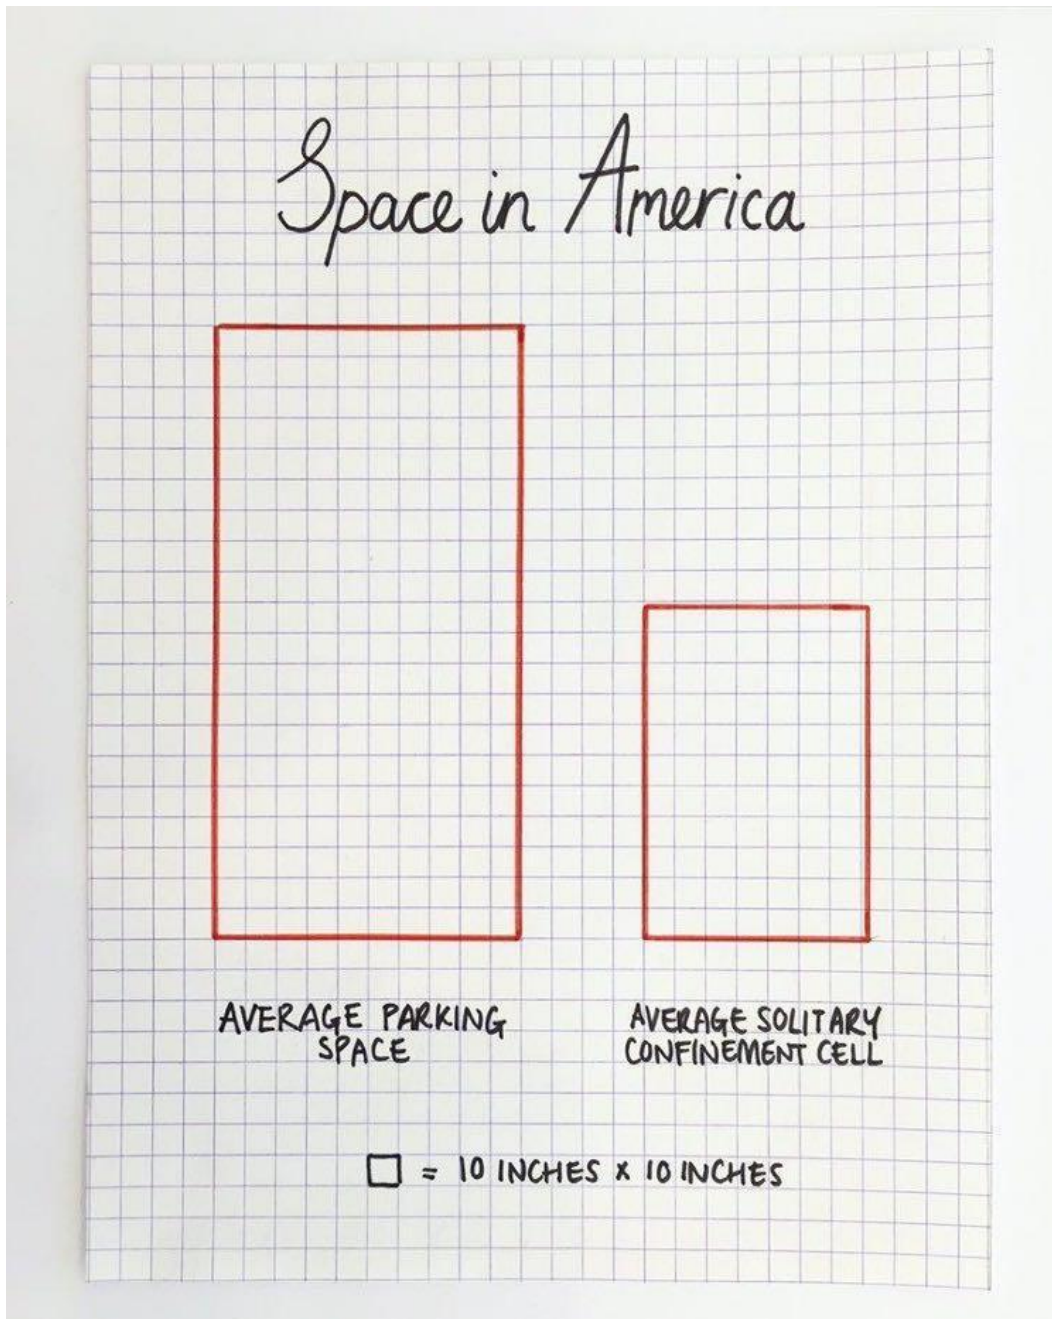 Space in America
AVERAGE PARKING
SPACE
AVERAGE SOLITARY
CONFINEMENT CELL
= 10 INCHES x 10 INCHES